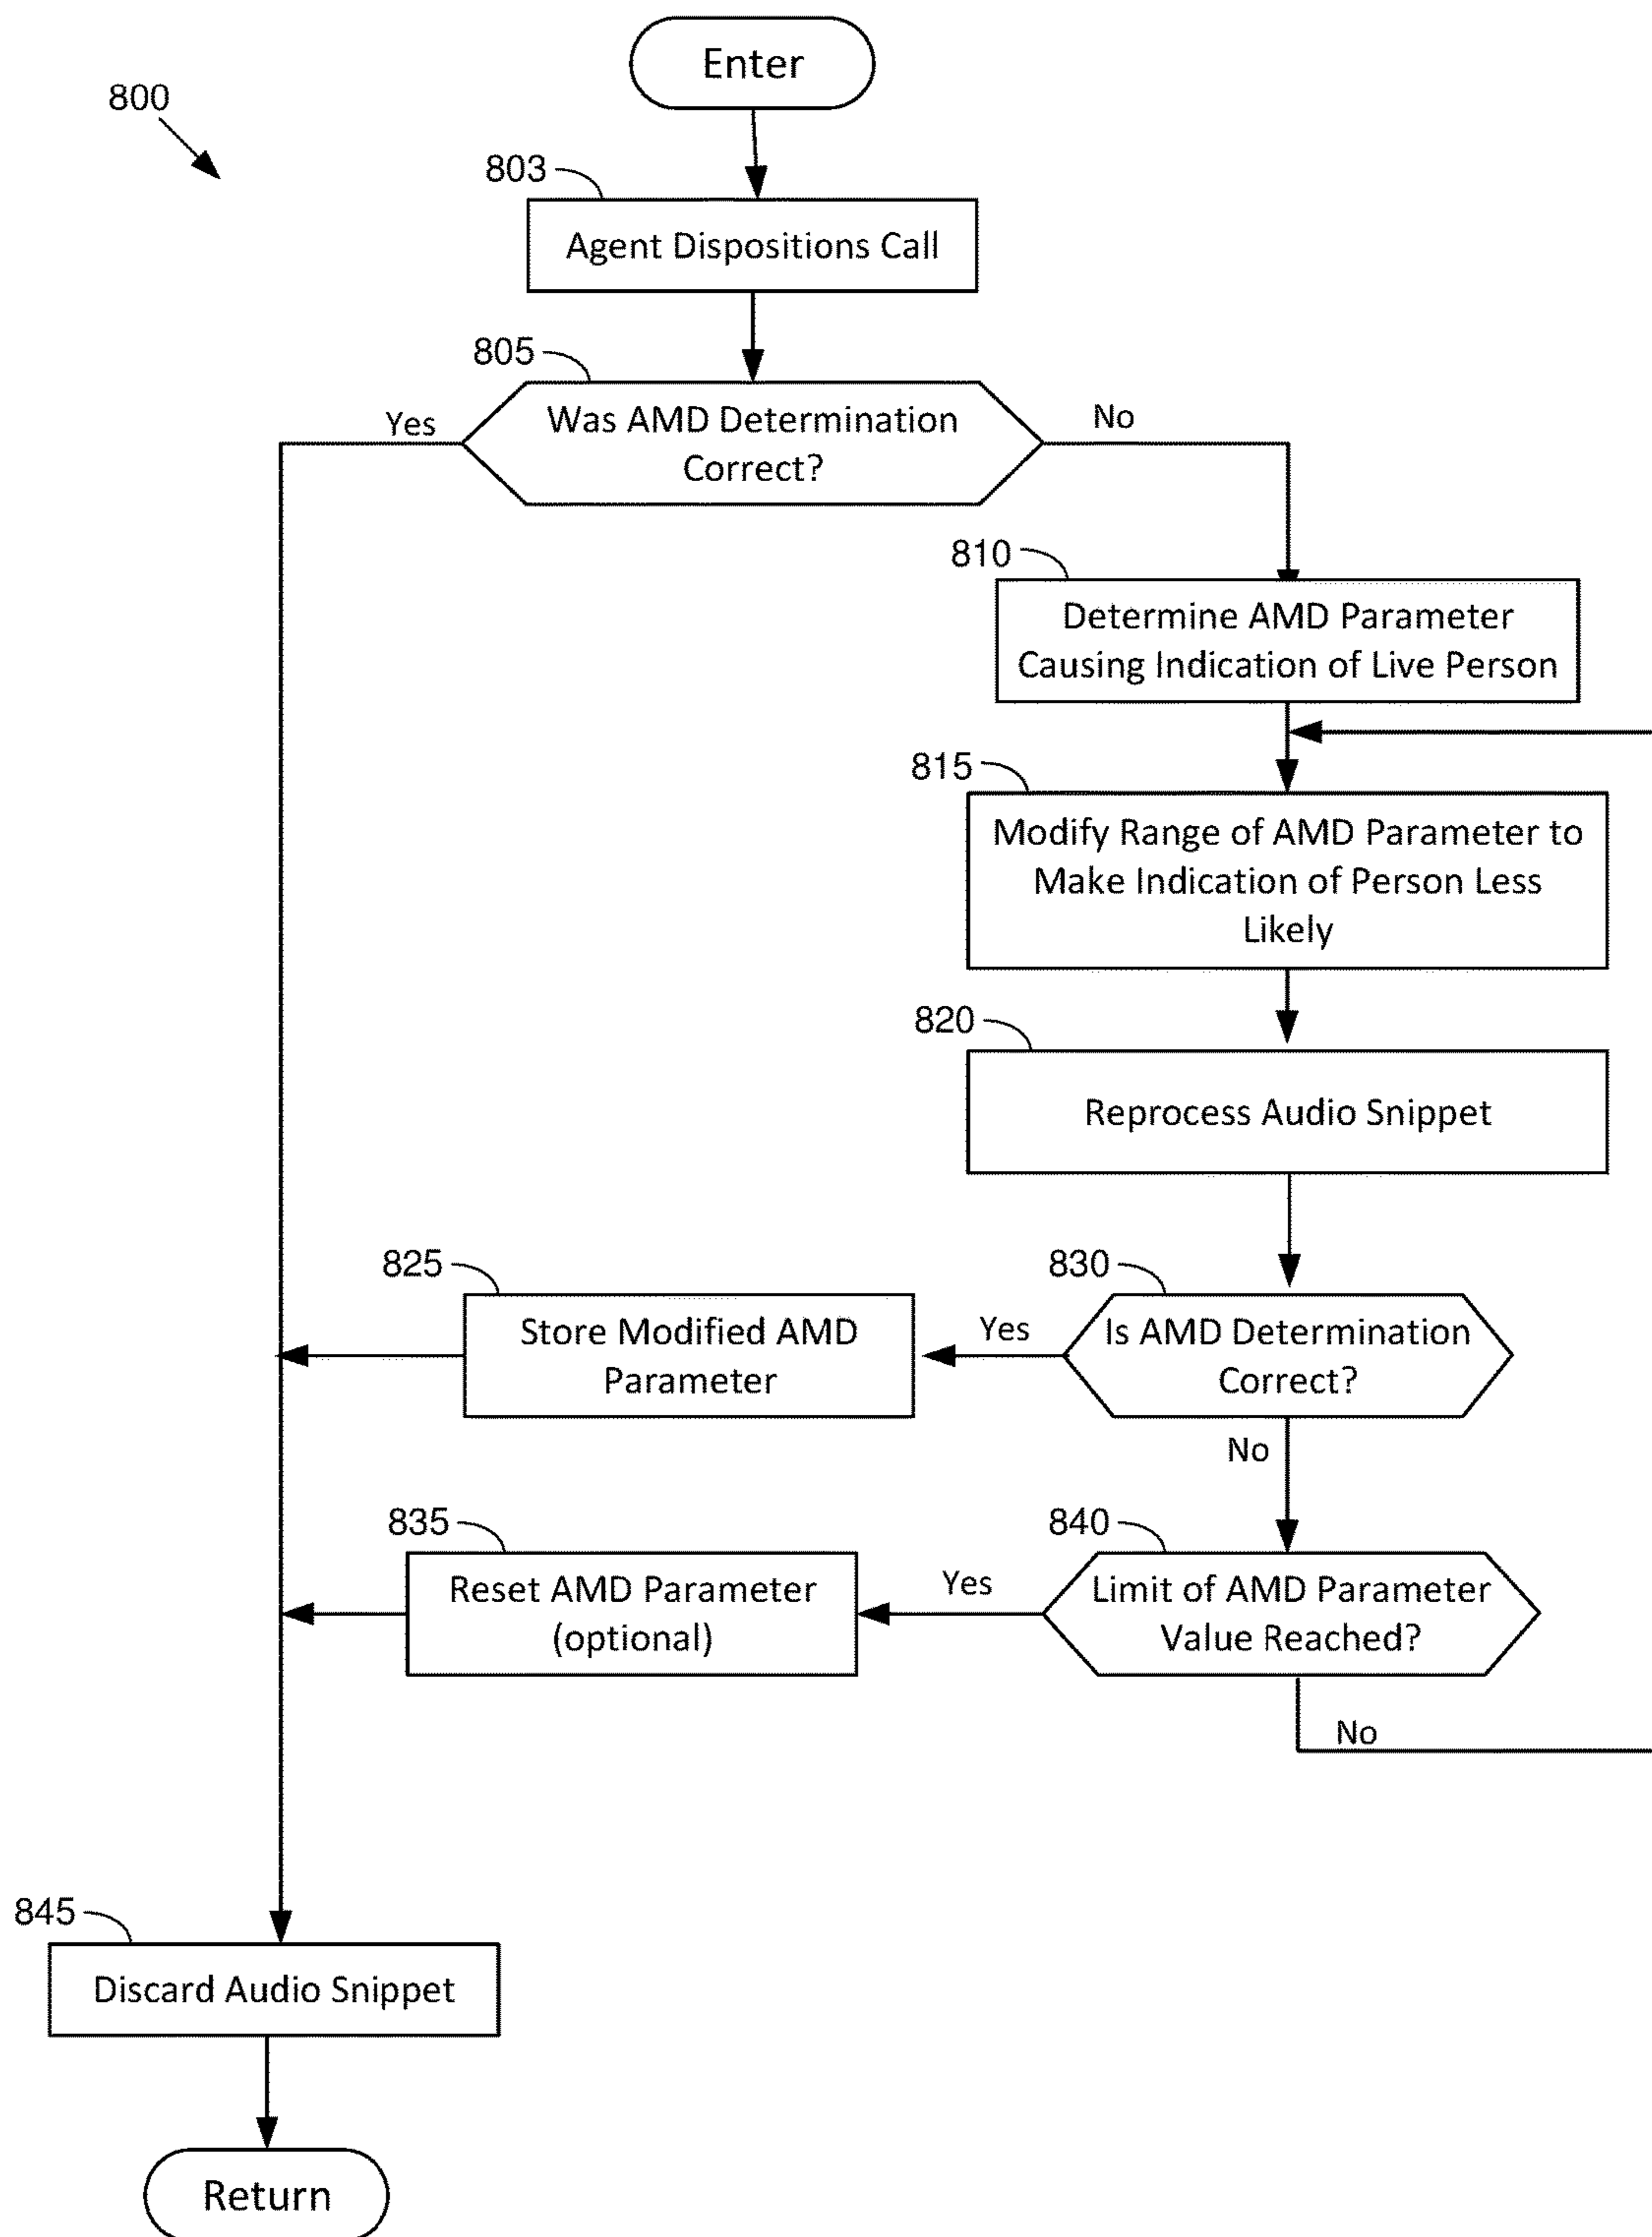 Enter
800
803
Agent Dispositions Call
805
Was AMD Determination
Correct?
Yes
No
810
Determine AMD Parameter
Causing Indication of Live Person
815
Modify Range of AMD Parameter to
Make Indication of Person Less
Likely
820
Reprocess Audio Snippet
825
Store Modified AMD
Parameter
Yes
830
Is AMD Determination
Correct?
No
835
Reset AMD Parameter
(optional)
Yes
840
Limit of AMD Parameter
Value Reached?
No
845
Discard Audio Snippet
Return